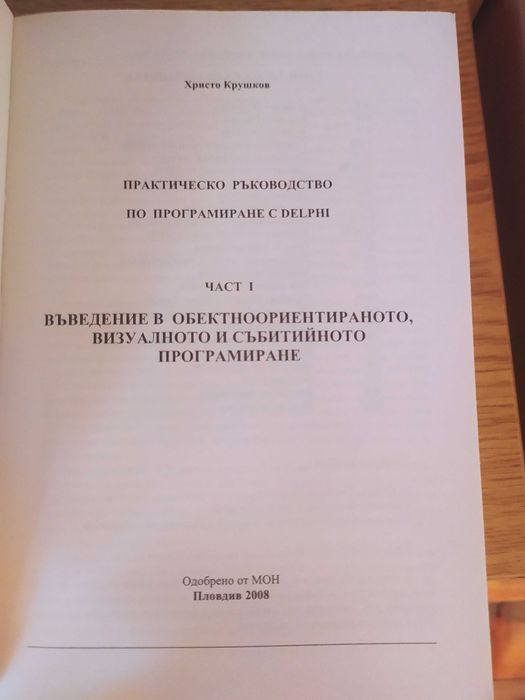 Христо Крушков
ПРАКТИЧЕСКО РЪКОВОДСТВО
ПО ПРОГРАМИРАНЕ С DELPHI
ЧАСТ I
ВЪВЕДЕНИЕ В ОБЕКТНООРИЕНТИРАНОТО,
ВИЗУАЛНОТО И СЪБИТИЙНОТО
ПРОГРАМИРАНЕ
Одобрено от МОН
Пловдив 2008